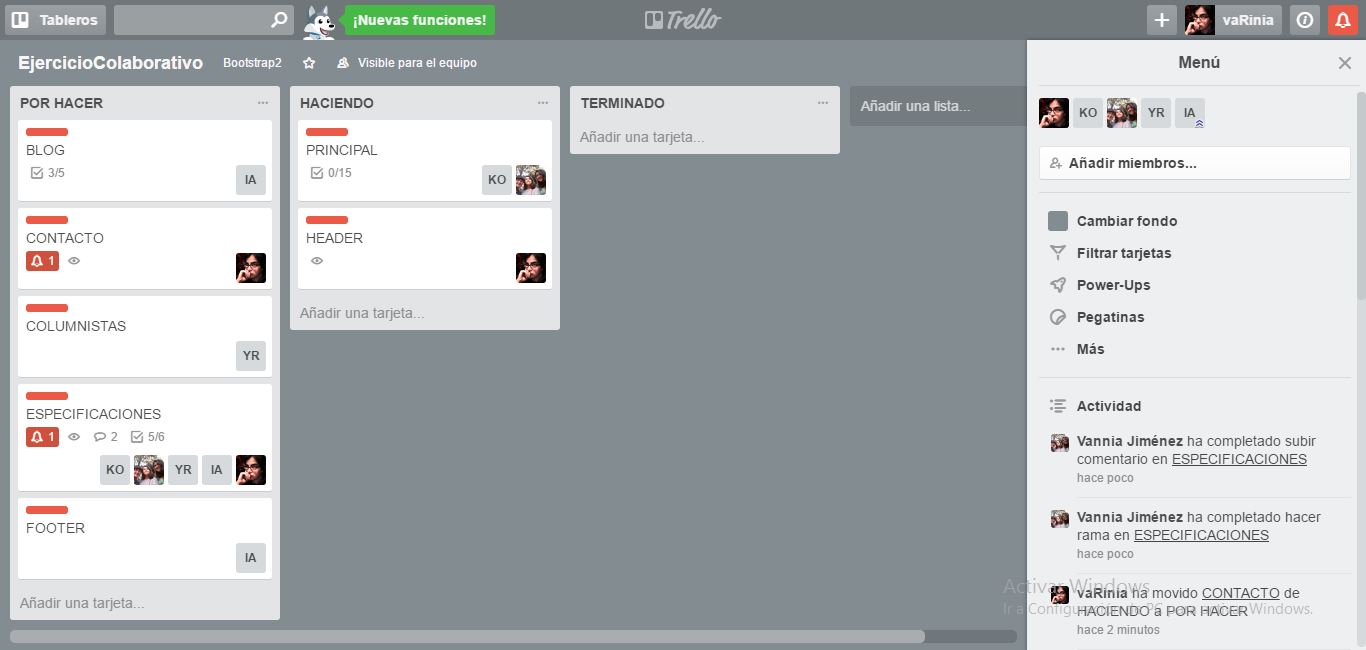 Tableros
¡Nuevas funciones!
Trello
vaRinia
EjercicioColaborativo
Bootstrap2
Visible para el equipo
POR HACER
BLOG
3/5
IA
CONTACTO
1
COLUMNISTAS
YR
ESPECIFICACIONES
1
2
5/6
KO
YR
IA
FOOTER
IA
Añadir una tarjeta...
HACIENDO
PRINCIPAL
0/15
KO
HEADER
Añadir una tarjeta...
TERMINADO
Añadir una tarjeta...
Añadir una lista...
Menú
KO
YR
IA
Añadir miembros...
Cambiar fondo
Filtrar tarjetas
Power-Ups
Pegatinas
Más
Actividad
Vannia Jiménez ha completado subir
comentario en ESPECIFICACIONES
hace poco
Vannia Jiménez ha completado hacer
rama en ESPECIFICACIONES
hace poco
vaRinia ha movido CONTACTO de
HACIENDO a POR HACER
hace 2 minutos
Activar Windows
Ir a Configuración de PC para activar Windows.